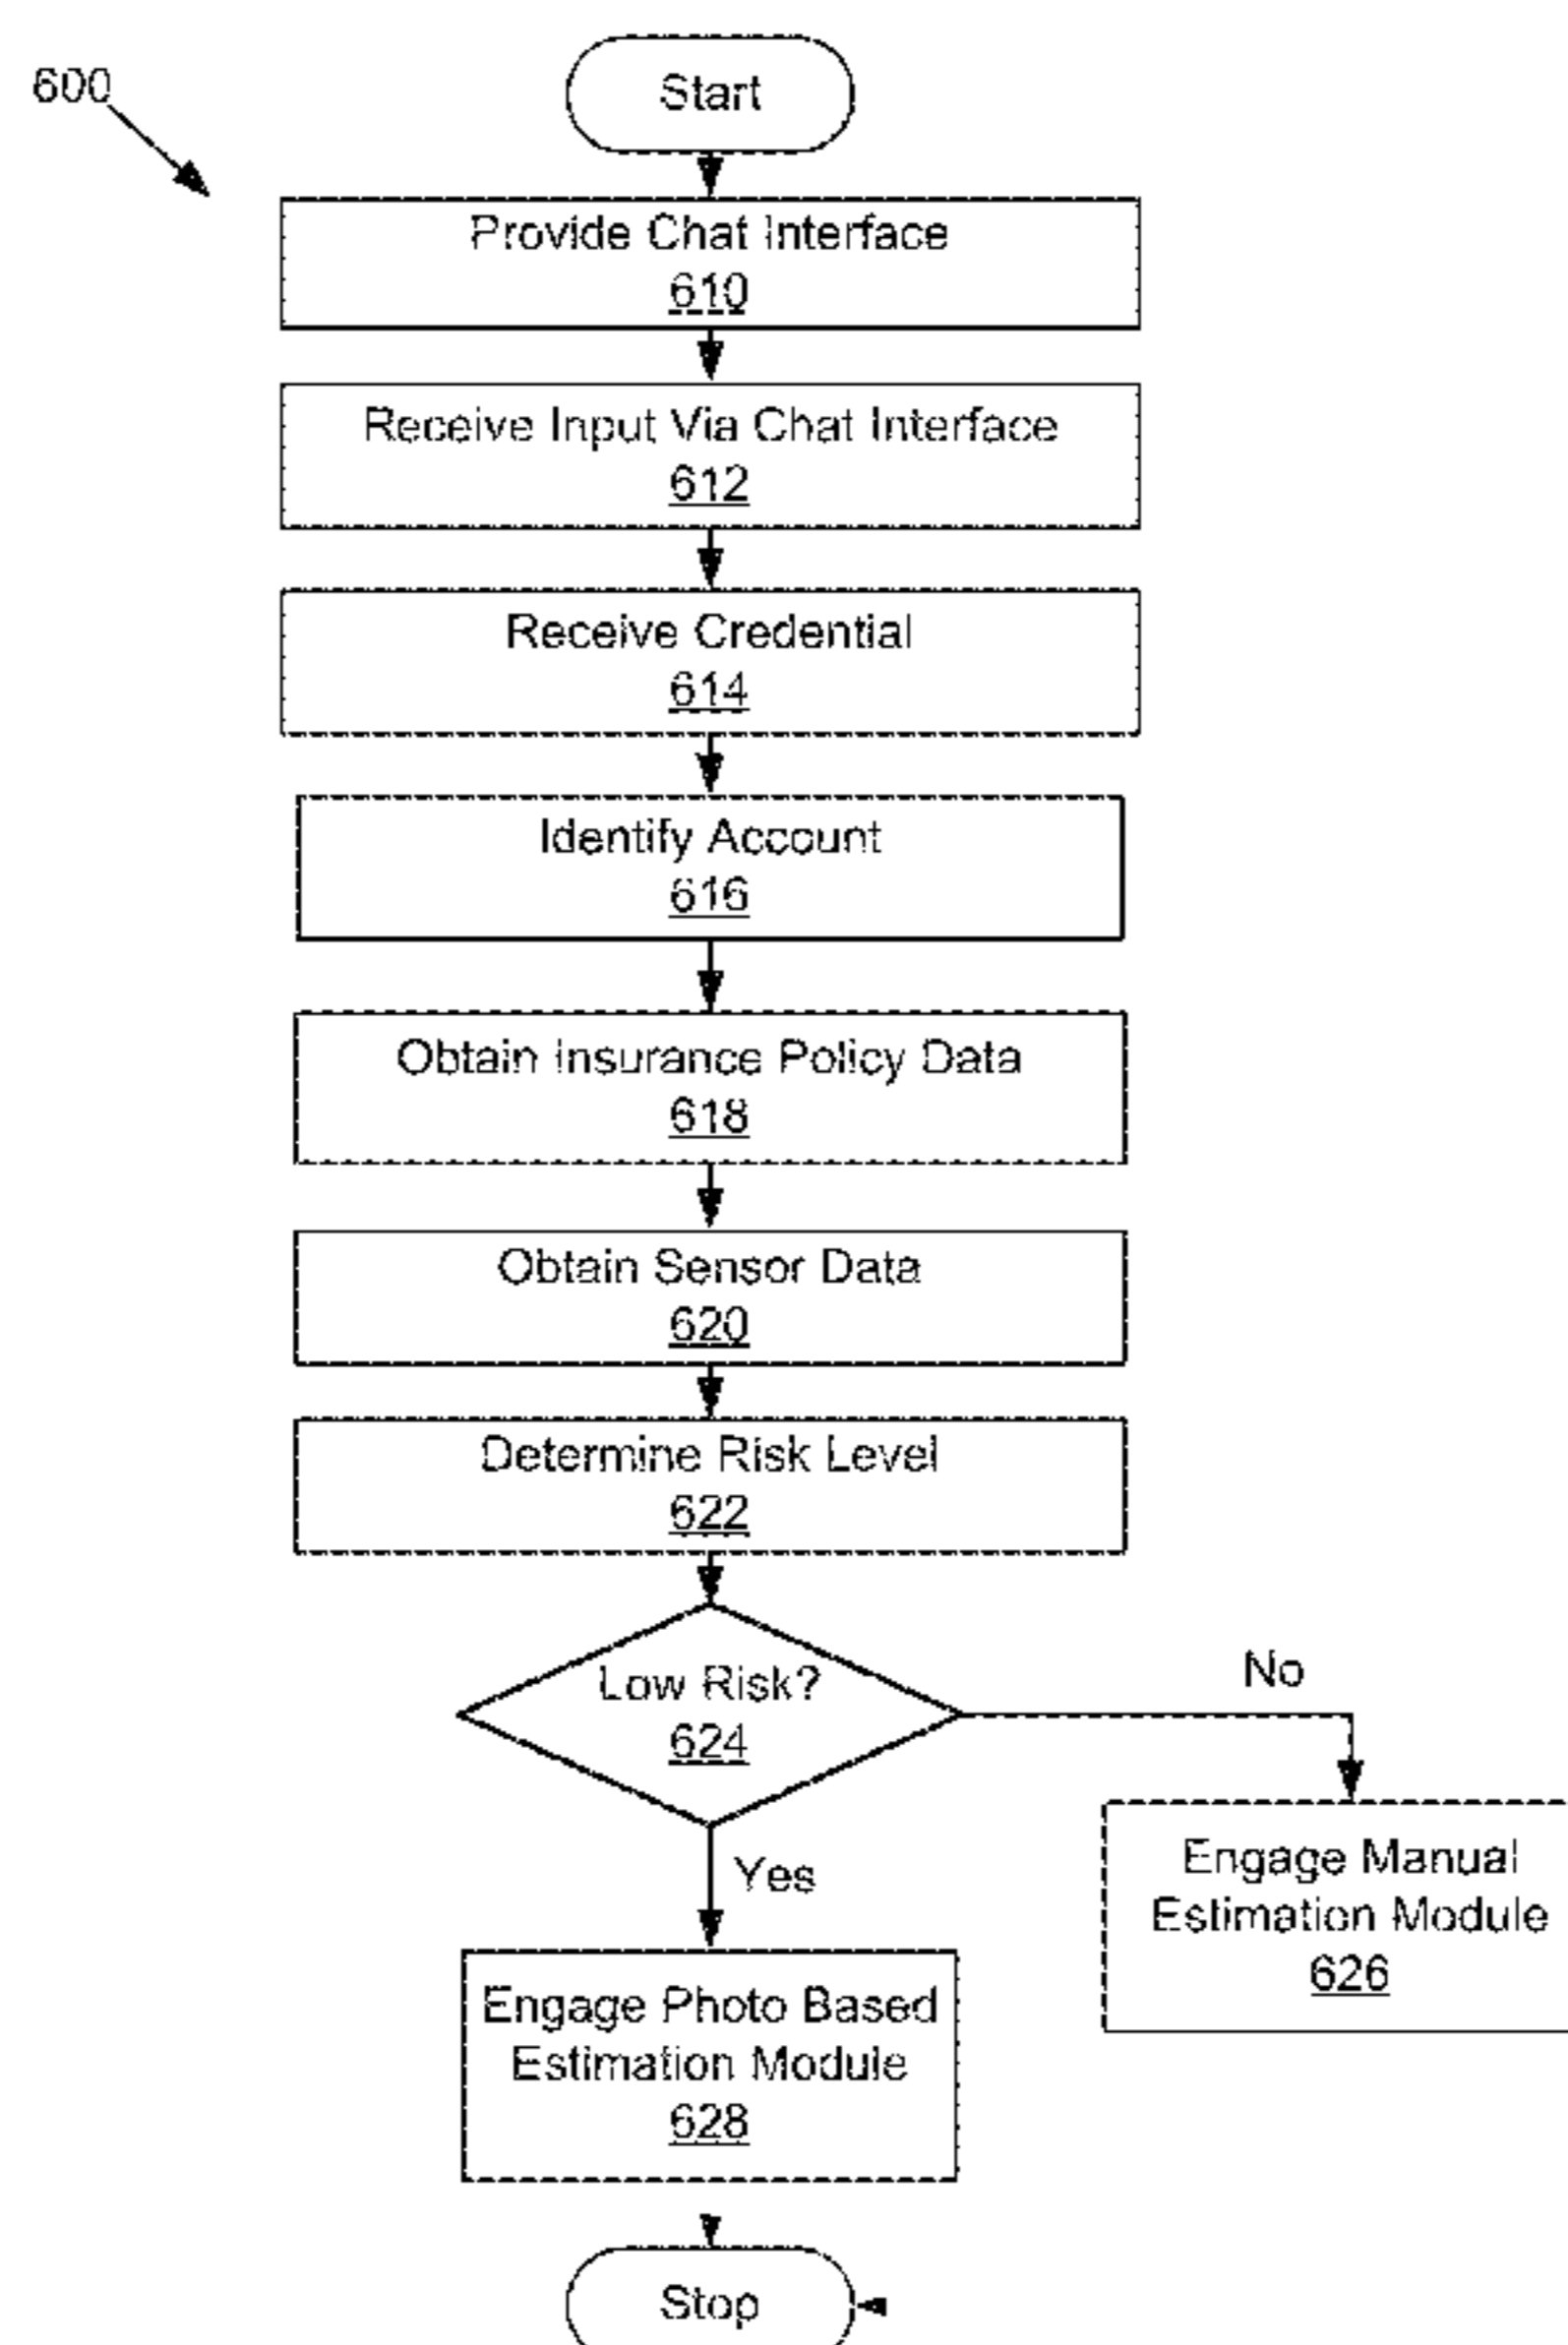 600
Start
Provide Chat Interface
610
Receive Input Via Chat Interface
612
Receive Credential
614
Identify Account
616
Obtain Insurance Policy Data
618
Obtain Sensor Data
620
Determine Risk Level
622
Low Risk?
624
No
Yes
Engage Manual
Estimation Module
626
Engage Photo Based
Estimation Module
628
Stop